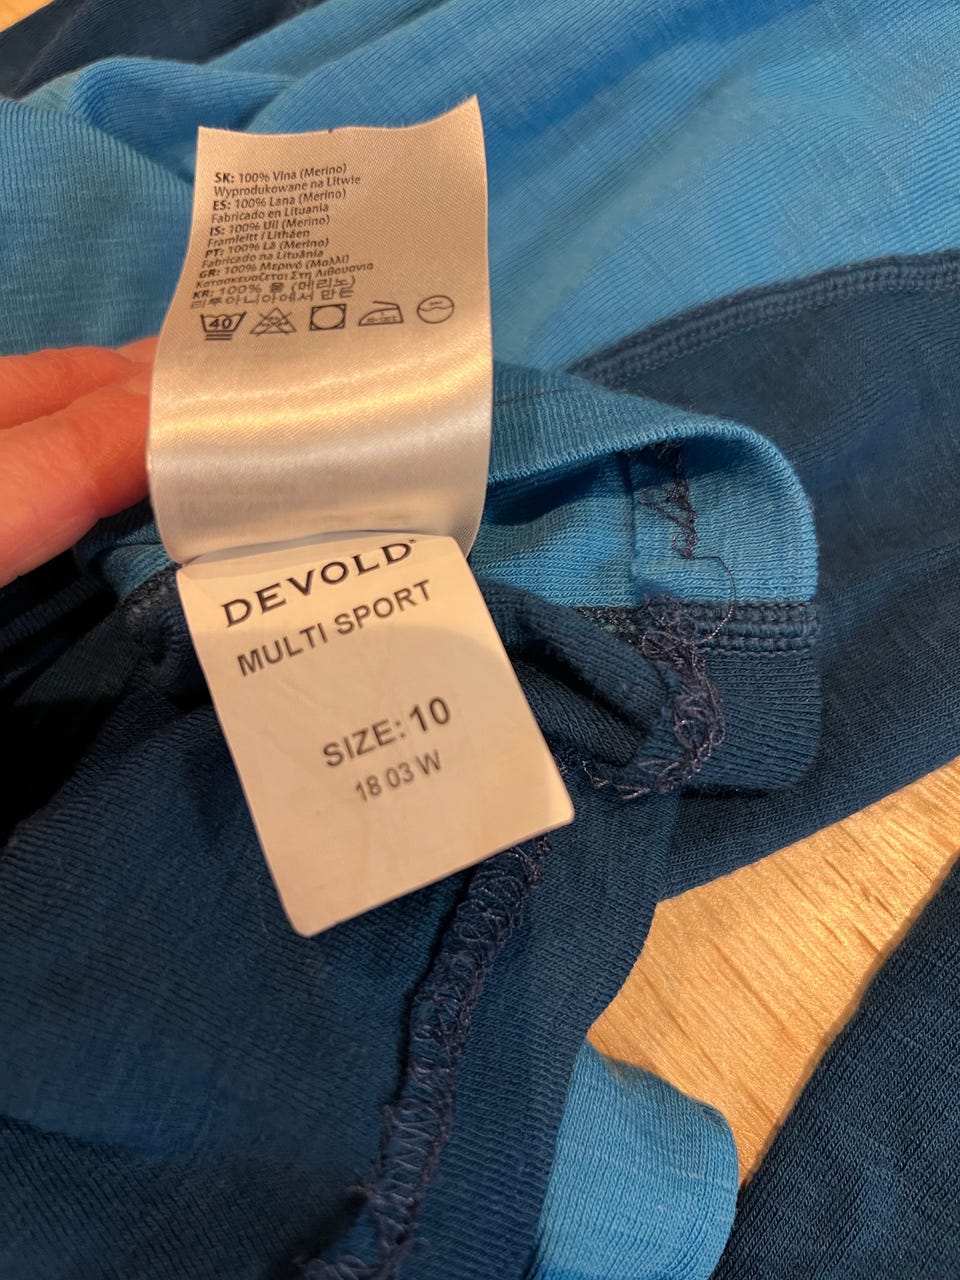 SK: 100% Vlna (Merino)
Wyprodukowane na Litwie
ES: 100% Lana (Merino)
Fabricado en Lituania
IS: 100% Ull (Merino)
Framleitt í Litháen
PT: 100% Lã (Merino)
Fabricado na Lituânia
GR: 100% Μερινό (Μαλλί)
Κατασκευάζεται Στη Λιθουανία
KR: 100% 울 (메리노)
리투아니아에서 만든
40
DEVOLD
MULTI SPORT
SIZE: 10
18 03 W